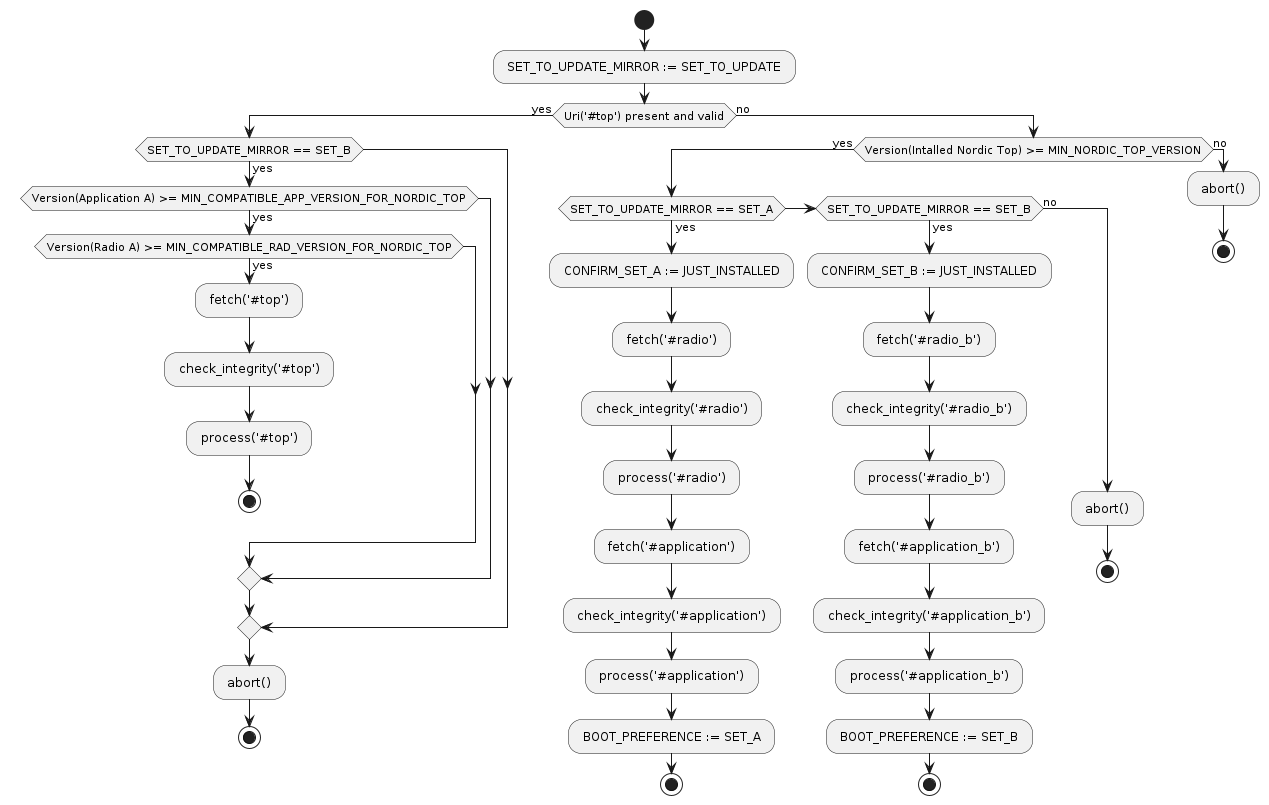 SET_TO_UPDATE_MIRROR := SET_TO_UPDATE
yes
Uri('#top') present and valid
no
SET_TO_UPDATE_MIRROR == SET_B
yes
Version(Application A) >= MIN_COMPATIBLE_APP_VERSION_FOR_NORDIC_TOP
yes
Version(Radio A) >= MIN_COMPATIBLE_RAD_VERSION_FOR_NORDIC_TOP
yes
fetch('#top')
check_integrity('#top')
process('#top')
abort()
yes
Version(Intalled Nordic Top) >= MIN_NORDIC_TOP_VERSION
no
SET_TO_UPDATE_MIRROR == SET_A
yes
CONFIRM_SET_A := JUST_INSTALLED
fetch('#radio')
check_integrity('#radio')
process('#radio')
fetch('#application')
check_integrity('#application')
process('#application')
BOOT_PREFERENCE := SET_A
SET_TO_UPDATE_MIRROR == SET_B
no
yes
CONFIRM_SET_B := JUST_INSTALLED
fetch('#radio_b')
check_integrity('#radio_b')
process('#radio_b')
fetch('#application_b')
check_integrity('#application_b')
process('#application_b')
BOOT_PREFERENCE := SET_B
abort()
abort()